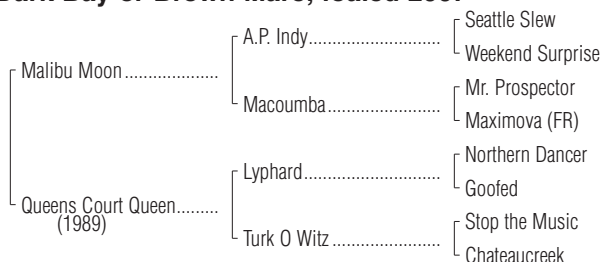 Dark Bay or Brown Mare; foaled 2007
Seattle Slew
A.P. Indy
Weekend Surprise
Malibu Moon
Mr. Prospector
Macoumba
Maximova (FR)
Northern Dancer
Lyphard
Goofed
Queens Court Queen
(1989)
Stop the Music
Turk O Witz
Chateaucreek